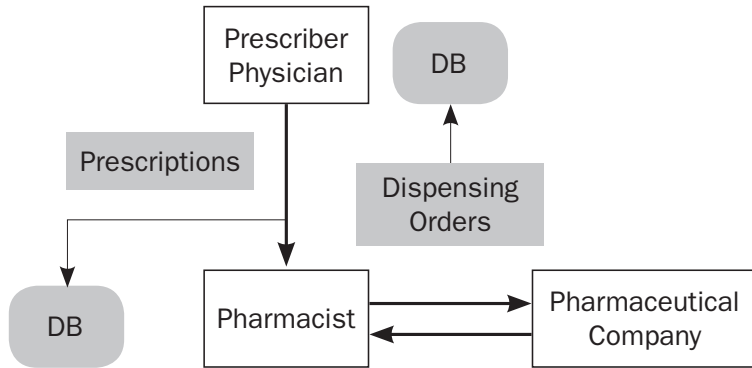 Prescriber
Physician
DB
Prescriptions
Dispensing
Orders
DB
Pharmacist
Pharmaceutical
Company